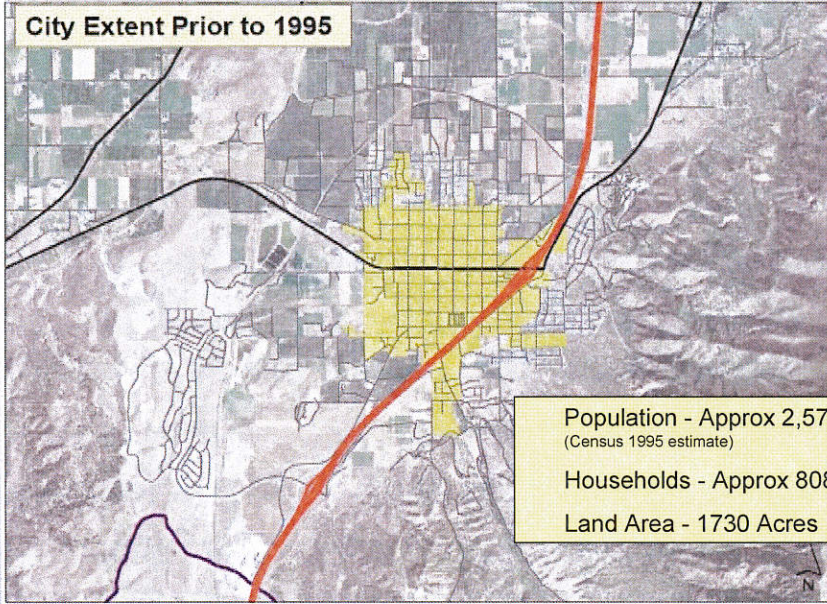 City Extent Prior to 1995
Population - Approx 2,57
(Census 1995 estimate)
Households - Approx 808
Land Area - 1730 Acres
N